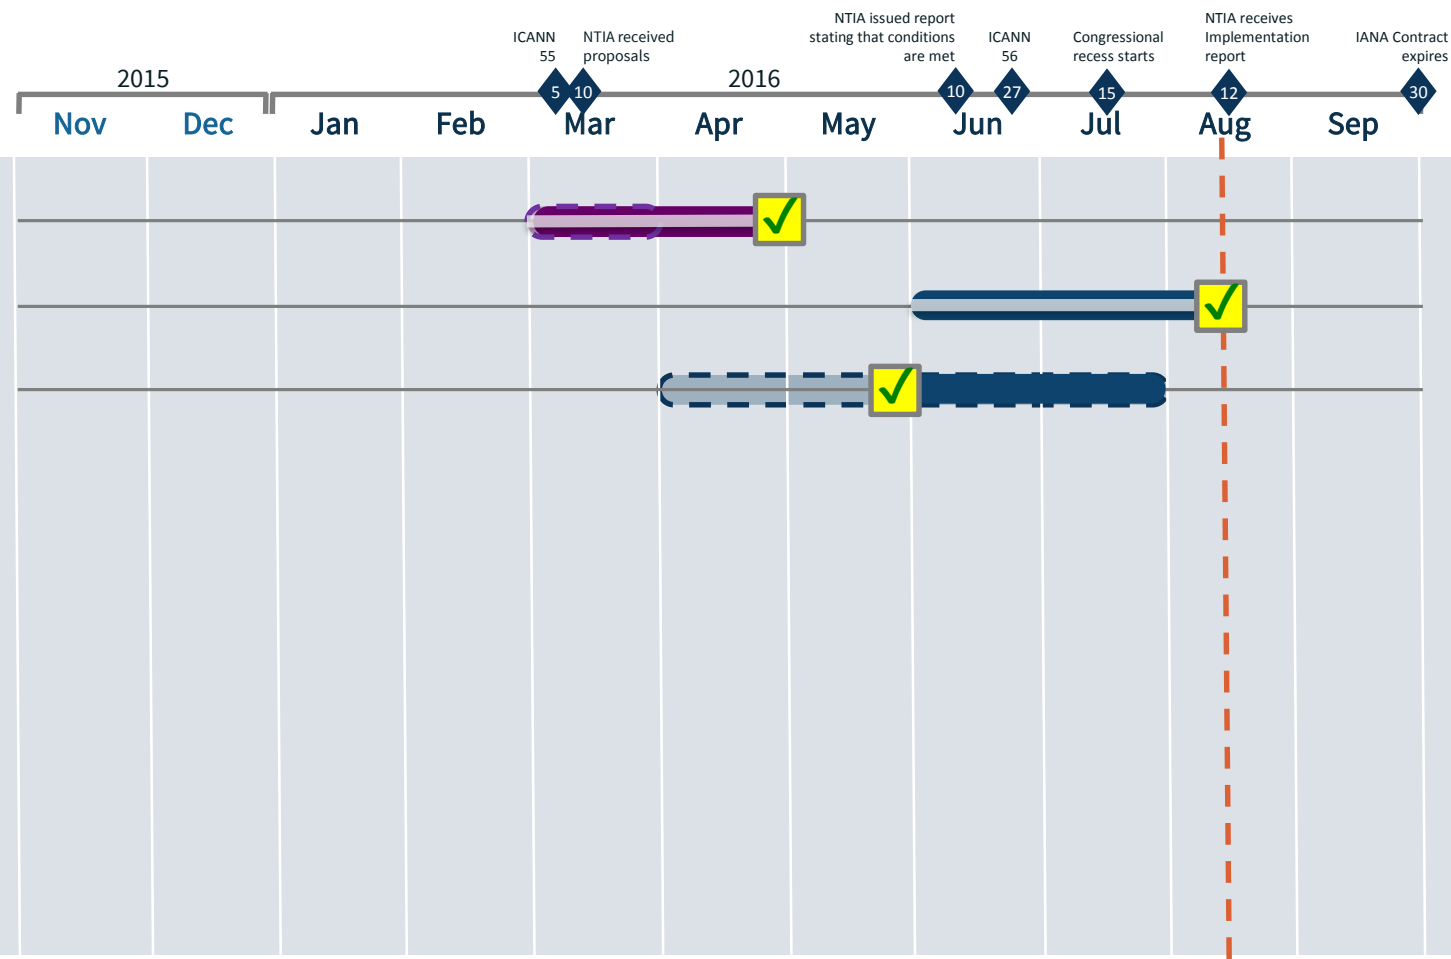 NTIA issued report
stating that conditions
are met
NTIA receives
Implementation
report
ICANN
55
NTIA received
proposals
ICANN
56
Congressional
recess starts
IANA Contract
expires
2015
2016
5
10
10
27
15
12
30
Nov
Dec
Jan
Feb
Mar
Apr
May
Jun
Jul
Aug
Sep